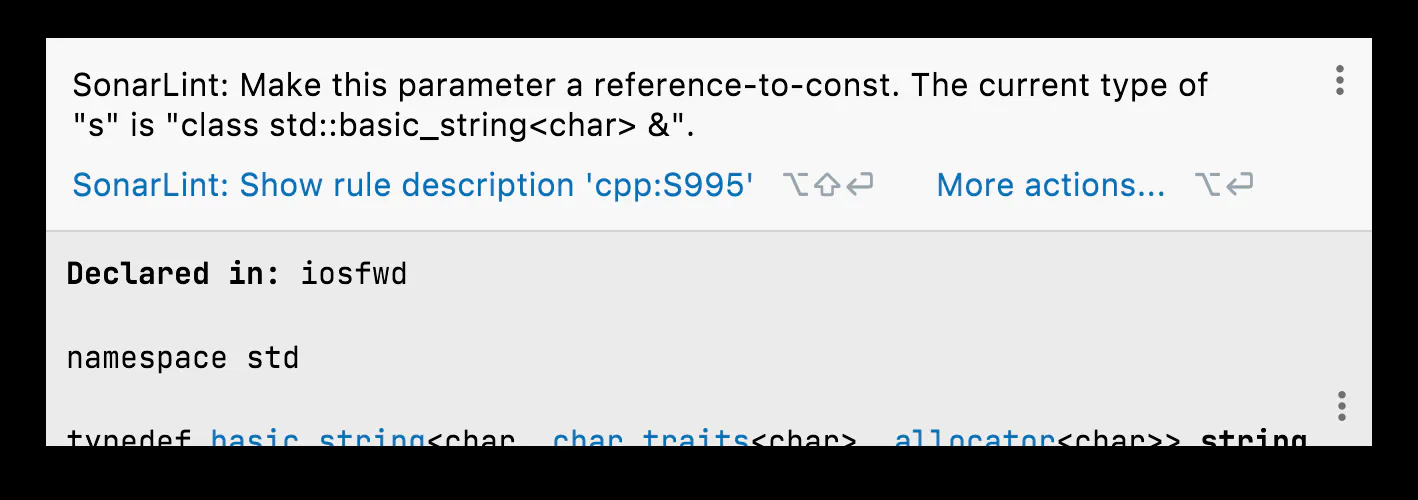 SonarLint: Make this parameter a reference-to-const. The current type of
"s" is "class std::basic_string<char> &".
SonarLint: Show rule description 'cpp:S995' ⌥⇧↩ More actions... ⌥↩
Declared in: iosfwd
namespace std
typedef basic_string<char, char_traits<char>, allocator<char>> string